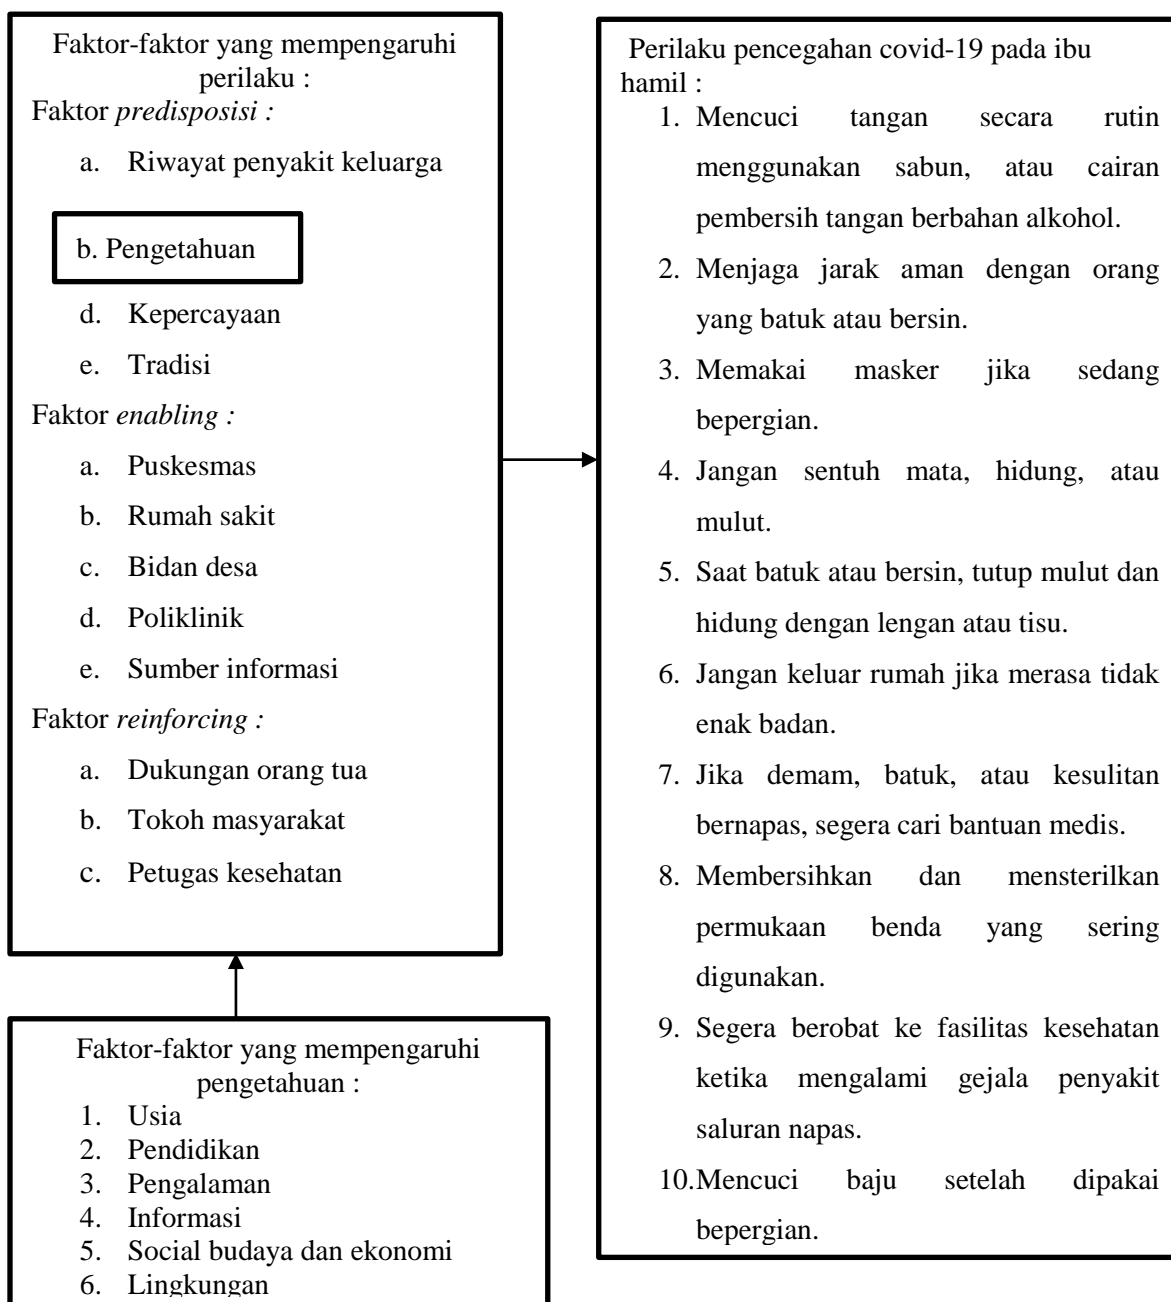 Faktor-faktor yang mempengaruhi
perilaku :
Faktor predisposisi :
a. Riwayat penyakit keluarga
b. Pengetahuan
d. Kepercayaan
e. Tradisi
Faktor enabling :
a. Puskesmas
b. Rumah sakit
c. Bidan desa
d. Poliklinik
e. Sumber informasi
Faktor reinforcing :
a. Dukungan orang tua
b. Tokoh masyarakat
c. Petugas kesehatan
Faktor-faktor yang mempengaruhi
pengetahuan :
1. Usia
2. Pendidikan
3. Pengalaman
4. Informasi
5. Social budaya dan ekonomi
6. Lingkungan
Perilaku pencegahan covid-19 pada ibu
hamil :
1. Mencuci tangan secara rutin
menggunakan sabun, atau cairan
pembersih tangan berbahan alkohol.
2. Menjaga jarak aman dengan orang
yang batuk atau bersin.
3. Memakai masker jika sedang
bepergian.
4. Jangan sentuh mata, hidung, atau
mulut.
5. Saat batuk atau bersin, tutup mulut dan
hidung dengan lengan atau tisu.
6. Jangan keluar rumah jika merasa tidak
enak badan.
7. Jika demam, batuk, atau kesulitan
bernapas, segera cari bantuan medis.
8. Membersihkan dan mensterilkan
permukaan benda yang sering
digunakan.
9. Segera berobat ke fasilitas kesehatan
ketika mengalami gejala penyakit
saluran napas.
10.Mencuci baju setelah dipakai
bepergian.